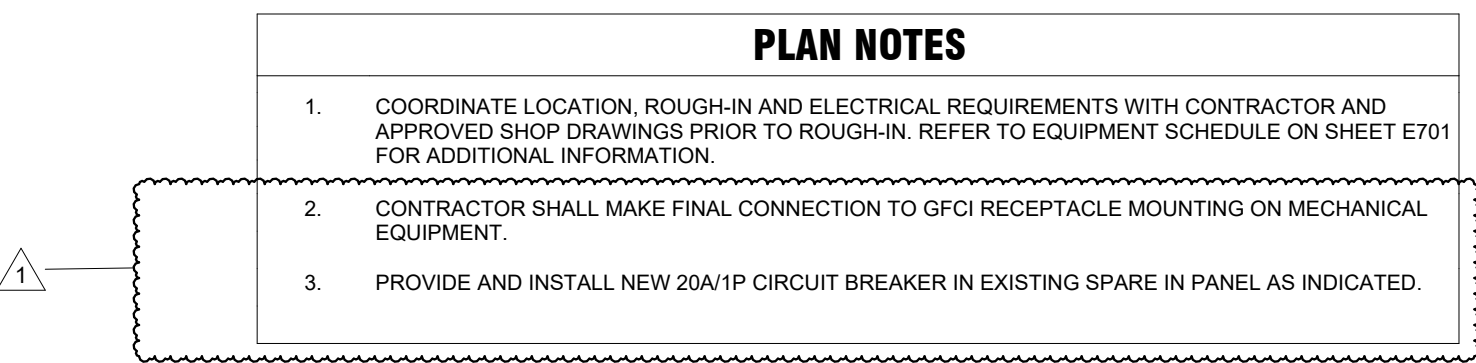 PLAN NOTES
1. COORDINATE LOCATION, ROUGH-IN AND ELECTRICAL REQUIREMENTS WITH CONTRACTOR AND
APPROVED SHOP DRAWINGS PRIOR TO ROUGH-IN. REFER TO EQUIPMENT SCHEDULE ON SHEET E701
FOR ADDITIONAL INFORMATION.
2. CONTRACTOR SHALL MAKE FINAL CONNECTION TO GFCI RECEPTACLE MOUNTING ON MECHANICAL
EQUIPMENT.
1
3. PROVIDE AND INSTALL NEW 20A/1P CIRCUIT BREAKER IN EXISTING SPARE IN PANEL AS INDICATED.